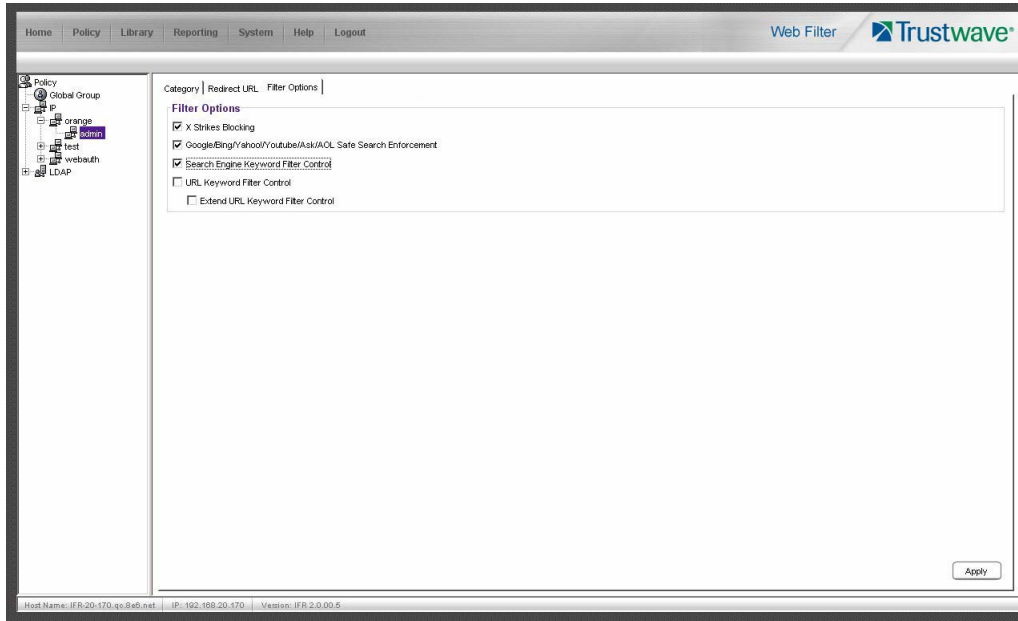 Home Policy Library Reporting System Help Logout
Web Filter
Trustwave®
Policy
Global Group
IP
orange
admin
test
webauth
LDAP
Category Redirect URL Filter Options
Filter Options
X Strikes Blocking
Google/Bing/Yahoo!/Youtube/Ask/AOL Safe Search Enforcement
Search Engine Keyword Filter Control
URL Keyword Filter Control
Extend URL Keyword Filter Control
Apply
Host Name: IFR-20-170.qc.8e6.net IP: 192.168.20.170 Version: IFR 2.0.00.5